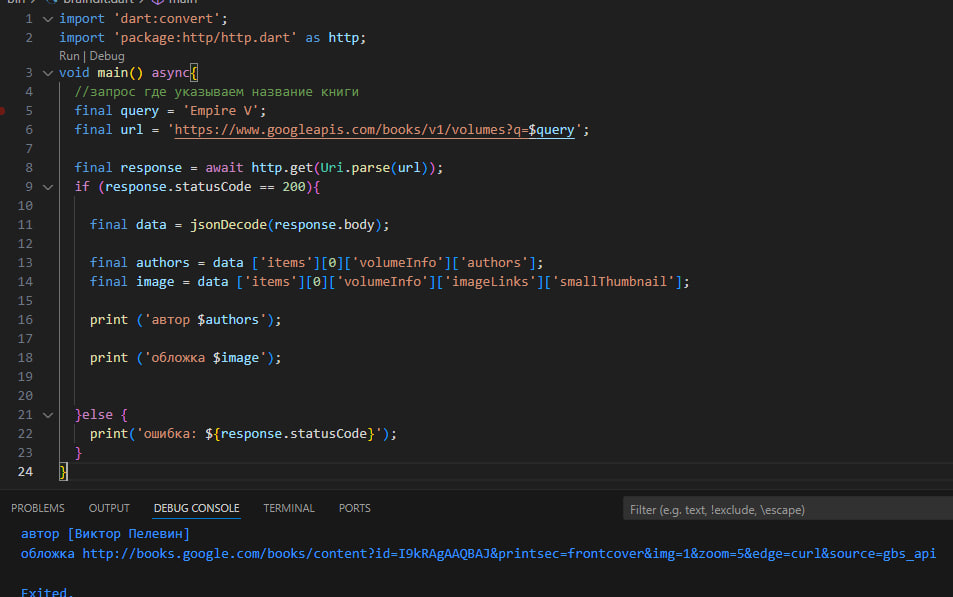 bin > braindit.dart > main
1 import 'dart:convert';
2 import 'package:http/http.dart' as http;
Run | Debug
3 void main() async{
4 //запрос где указываем название книги
5 final query = 'Empire V';
6 final url = 'https://www.googleapis.com/books/v1/volumes?q=$query';
7
8 final response = await http.get(Uri.parse(url));
9 if (response.statusCode == 200){
10
11 final data = jsonDecode(response.body);
12
13 final authors = data ['items'][0]['volumeInfo']['authors'];
14 final image = data ['items'][0]['volumeInfo']['imageLinks']['smallThumbnail'];
15
16 print ('автор $authors');
17
18 print ('обложка $image');
19
20
21 }else {
22 print('ошибка: ${response.statusCode}');
23 }
24 }
PROBLEMS OUTPUT DEBUG CONSOLE TERMINAL PORTS Filter (e.g. text, !exclude, \escape)
автор [Виктор Пелевин]
обложка http://books.google.com/books/content?id=I9kRAgAAQBAJ&printsec=frontcover&img=1&zoom=5&edge=curl&source=gbs_api
Exited.